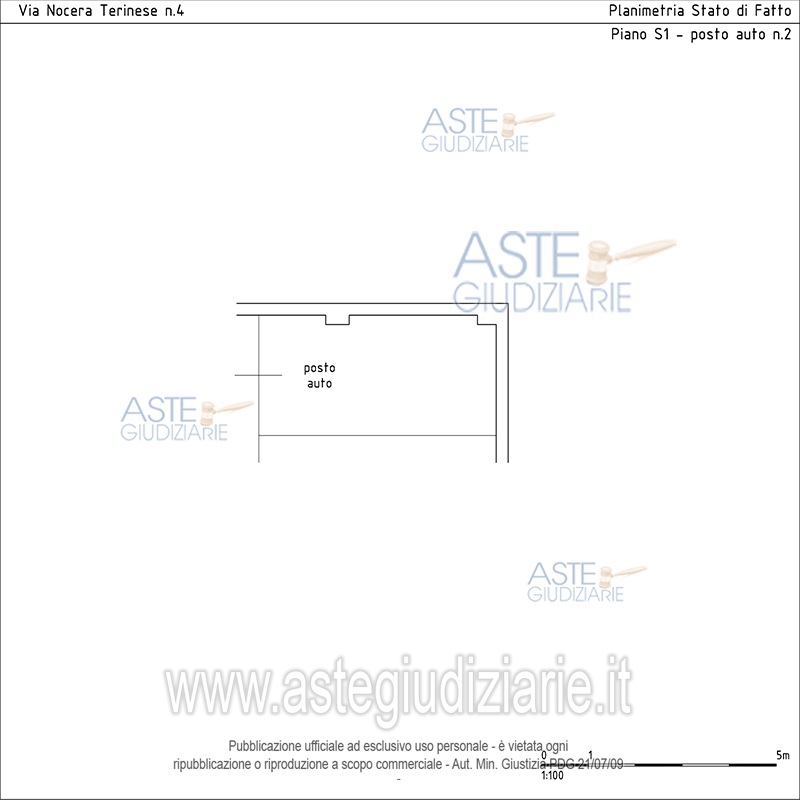 Via Nocera Terinese n.4
Planimetria Stato di Fatto
Piano S1 - posto auto n.2
ASTE
GIUDIZIARIE
ASTE
GIUDIZIARIE
posto
auto
ASTE
GIUDIZIARIE
ASTE
GIUDIZIARIE
www.astegiudiziarie.it
Pubblicazione ufficiale ad esclusivo uso personale - è vietata ogni
ripubblicazione o riproduzione a scopo commerciale - Aut. Min. Giustizia PDG 21/07/09
0 1 5m
1:100